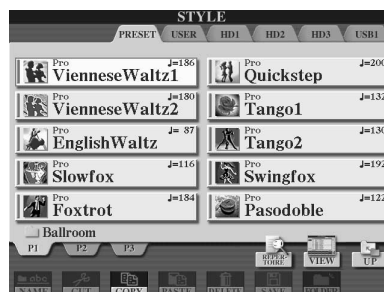 STYLE
PRESET USER HD1 HD2 HD3 USB1
Pro ♩=186
VienneseWaltz1
Pro ♩=200
Quickstep
Pro ♩=180
VienneseWaltz2
Pro ♩=132
Tango1
Pro ♩= 87
EnglishWaltz
Pro ♩=130
Tango2
Pro ♩=116
Slowfox
Pro ♩=192
Swingfox
Pro ♩=184
Foxtrot
Pro ♩=122
Pasodoble
Ballroom
P1 P2 P3
REPER-
TOIRE
VIEW UP
abc
NAME CUT COPY PASTE DELETE SAVE FOLDER